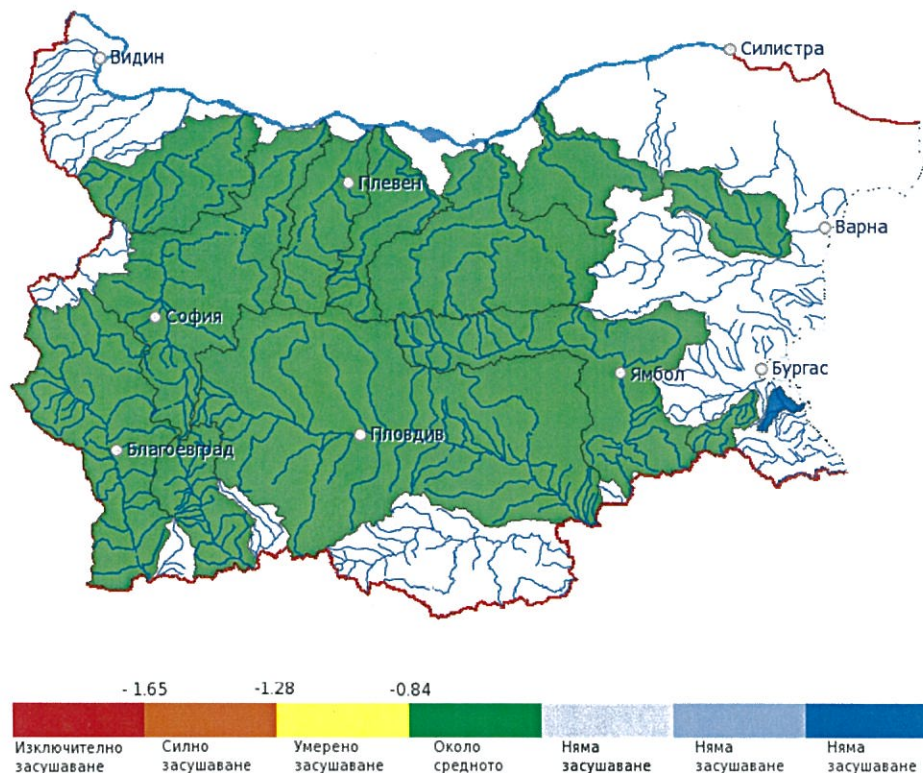 Видин
Силистра
Плевен
Варна
София
Ямбол
Бургас
Благоевград
Пловдив
- 1.65
-1.28
-0.84
Изключително
засушаване
Силно
засушаване
Умерено
засушаване
Около
средното
Няма
засушаване
Няма
засушаване
Няма
засушаване